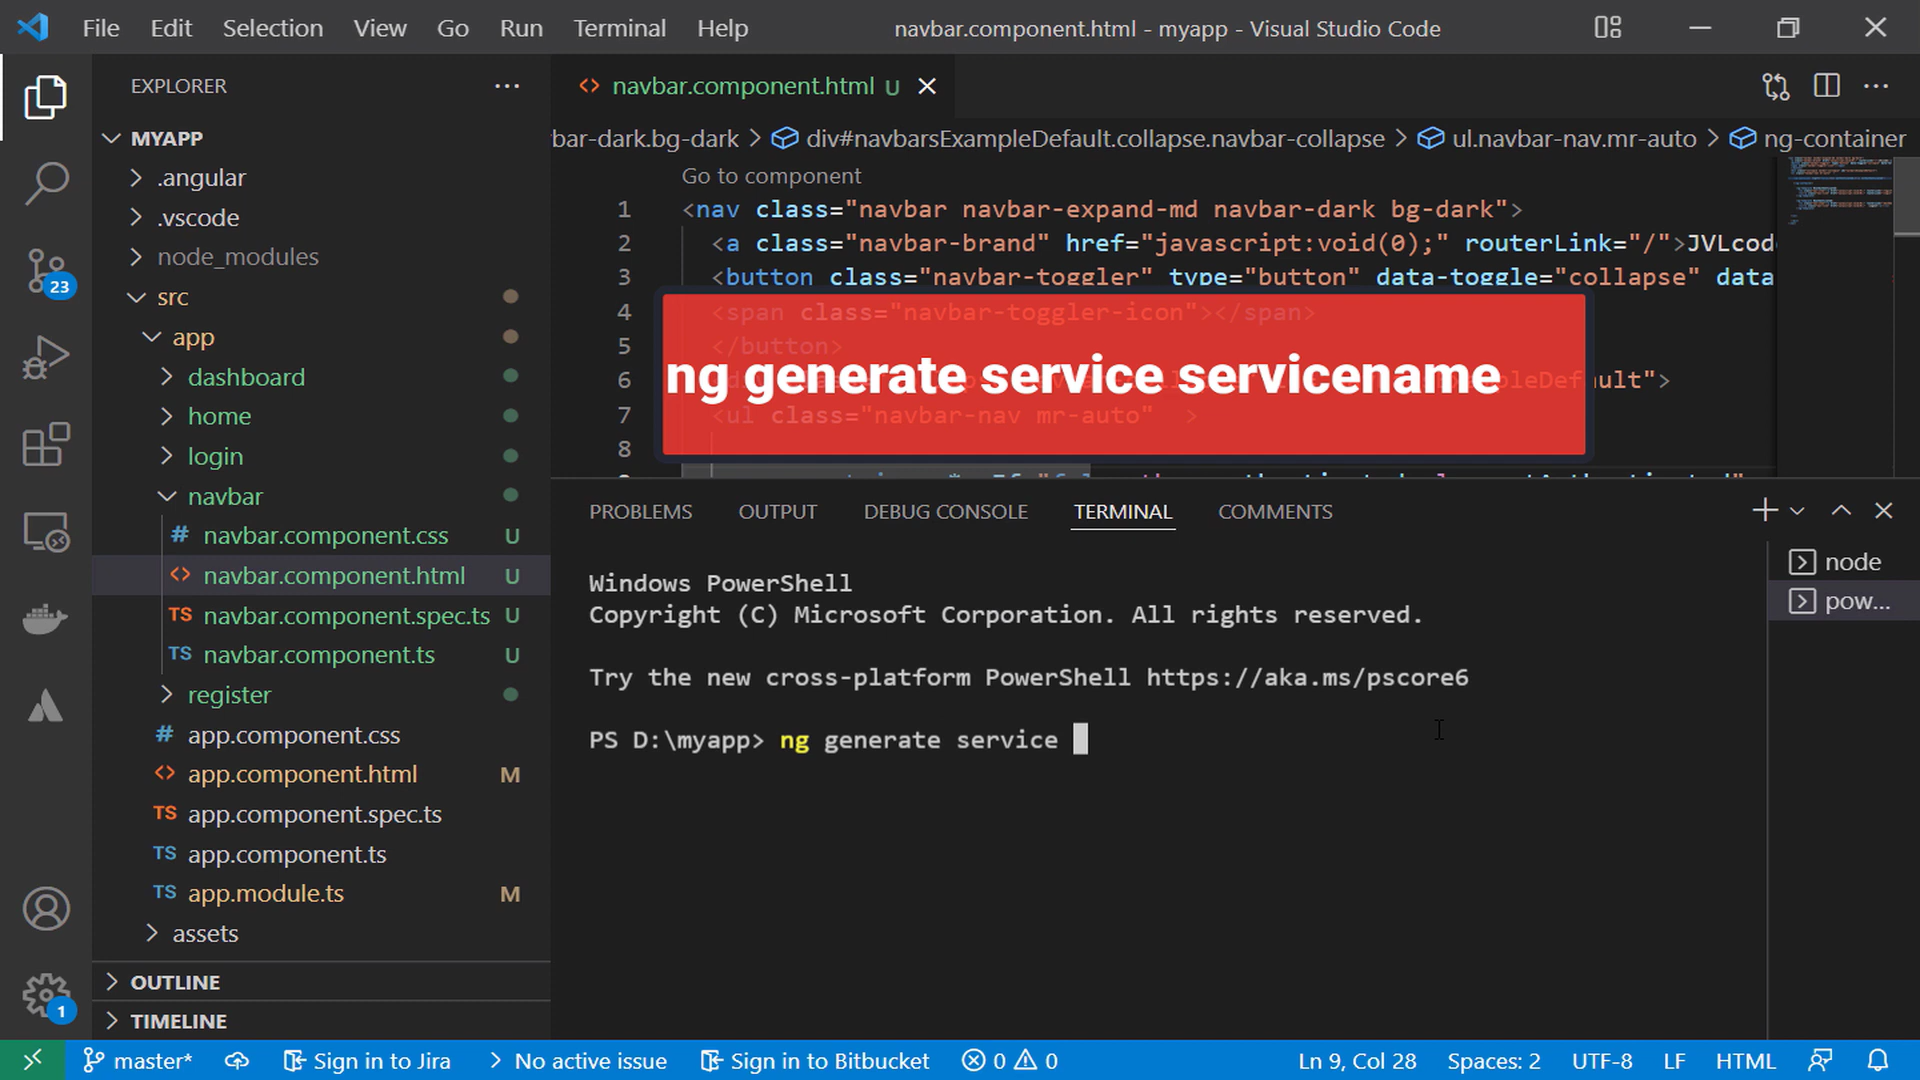 File Edit Selection View Go Run Terminal Help
navbar.component.html - myapp - Visual Studio Code
EXPLORER
MYAPP
.angular
.vscode
node_modules
src
app
dashboard
home
login
navbar
# navbar.component.css U
<> navbar.component.html U
TS navbar.component.spec.ts U
TS navbar.component.ts U
register
# app.component.css
<> app.component.html M
TS app.component.spec.ts
TS app.component.ts
TS app.module.ts M
assets
OUTLINE
TIMELINE
23
1
<> navbar.component.html U
bar-dark.bg-dark > div#navbarsExampleDefault.collapse.navbar-collapse > ul.navbar-nav.mr-auto > ng-container
Go to component
1 <nav class="navbar navbar-expand-md navbar-dark bg-dark">
2 <a class="navbar-brand" href="javascript:void(0);" routerLink="/">JVLcod
3 <button class="navbar-toggler" type="button" data-toggle="collapse" data
4 <span class="navbar-toggler-icon"></span>
5 </button>
6 ult">
7 <ul class="navbar-nav mr-auto" >
8
ng generate service servicename
PROBLEMS OUTPUT DEBUG CONSOLE TERMINAL COMMENTS
Windows PowerShell
Copyright (C) Microsoft Corporation. All rights reserved.
Try the new cross-platform PowerShell https://aka.ms/pscore6
PS D:\myapp> ng generate service
node
pow...
master* Sign in to Jira No active issue Sign in to Bitbucket 0 0 Ln 9, Col 28 Spaces: 2 UTF-8 LF HTML